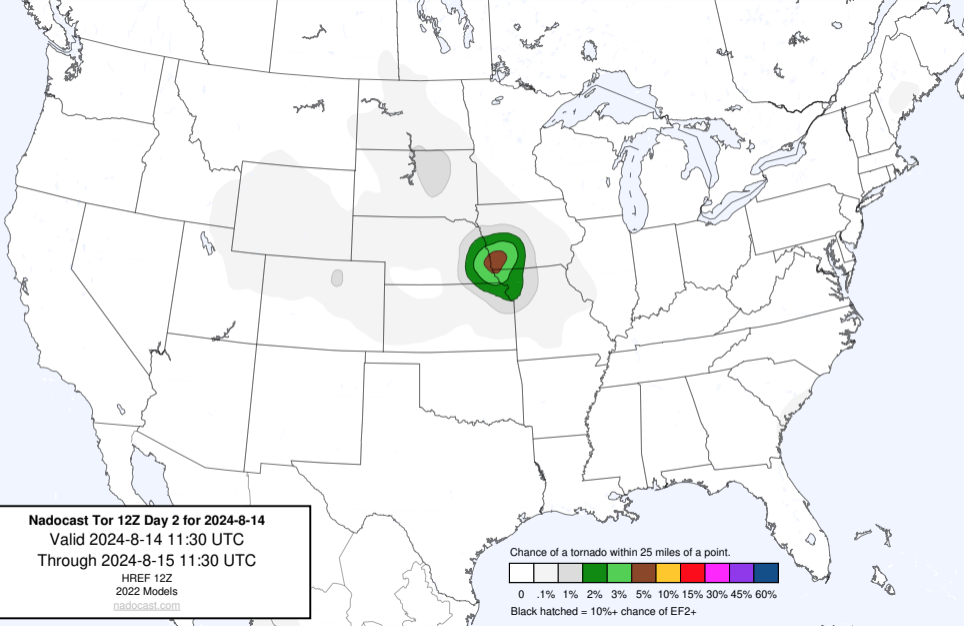 Nadocast Tor 12Z Day 2 for 2024-8-14
Valid 2024-8-14 11:30 UTC
Through 2024-8-15 11:30 UTC
HREF 12Z
2022 Models
nadocast.com
Chance of a tornado within 25 miles of a point.
0 .1% 1% 2% 3% 5% 10% 15% 30% 45% 60%
Black hatched = 10%+ chance of EF2+